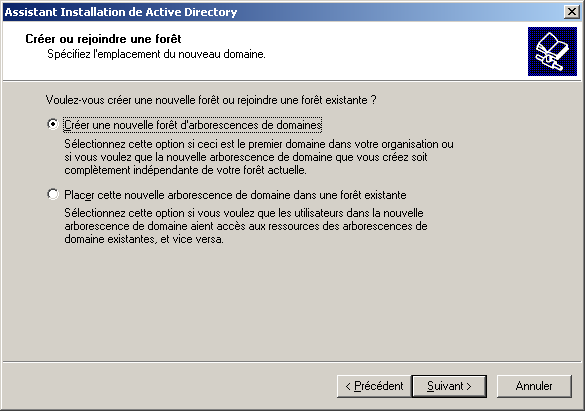 Assistant Installation de Active Directory
Créer ou rejoindre une forêt
Spécifiez l'emplacement du nouveau domaine.
Voulez-vous créer une nouvelle forêt ou rejoindre une forêt existante ?
Créer une nouvelle forêt d'arborescences de domaines
Sélectionnez cette option si ceci est le premier domaine dans votre organisation ou
si vous voulez que la nouvelle arborescence de domaine que vous créez soit
complètement indépendante de votre forêt actuelle.
Placer cette nouvelle arborescence de domaine dans une forêt existante
Sélectionnez cette option si vous voulez que les utilisateurs dans la nouvelle
arborescence de domaine aient accès aux ressources des arborescences de
domaine existantes, et vice versa.
< Précédent
Suivant >
Annuler